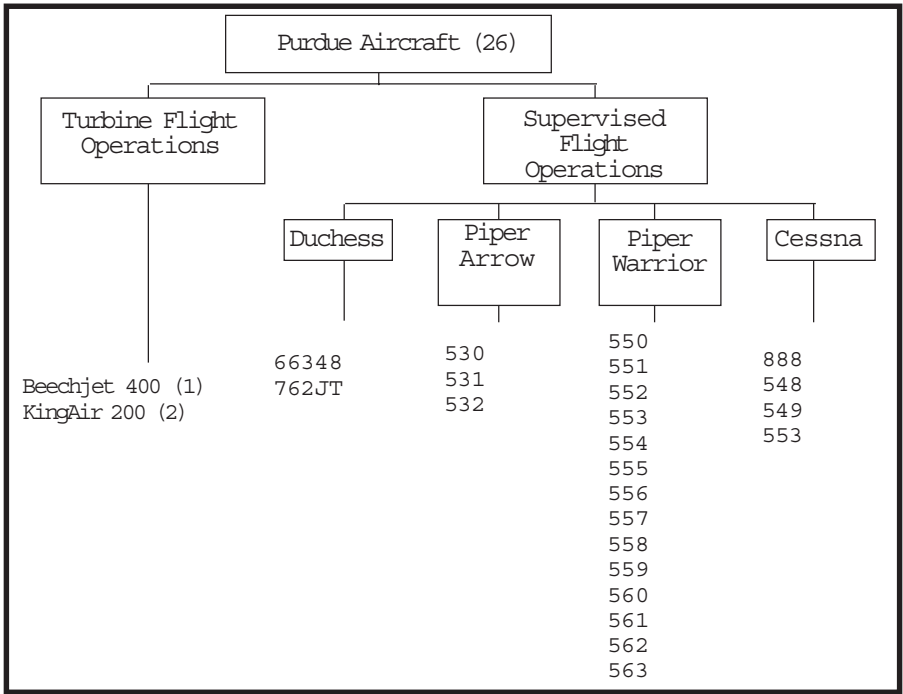 Purdue Aircraft (26)
Turbine Flight
Operations
Supervised
Flight
Operations
Duchess
Piper
Arrow
Piper
Warrior
Cessna
Beechjet 400 (1)
KingAir 200 (2)
66348
762JT
530
531
532
550
551
552
553
554
555
556
557
558
559
560
561
562
563
888
548
549
553